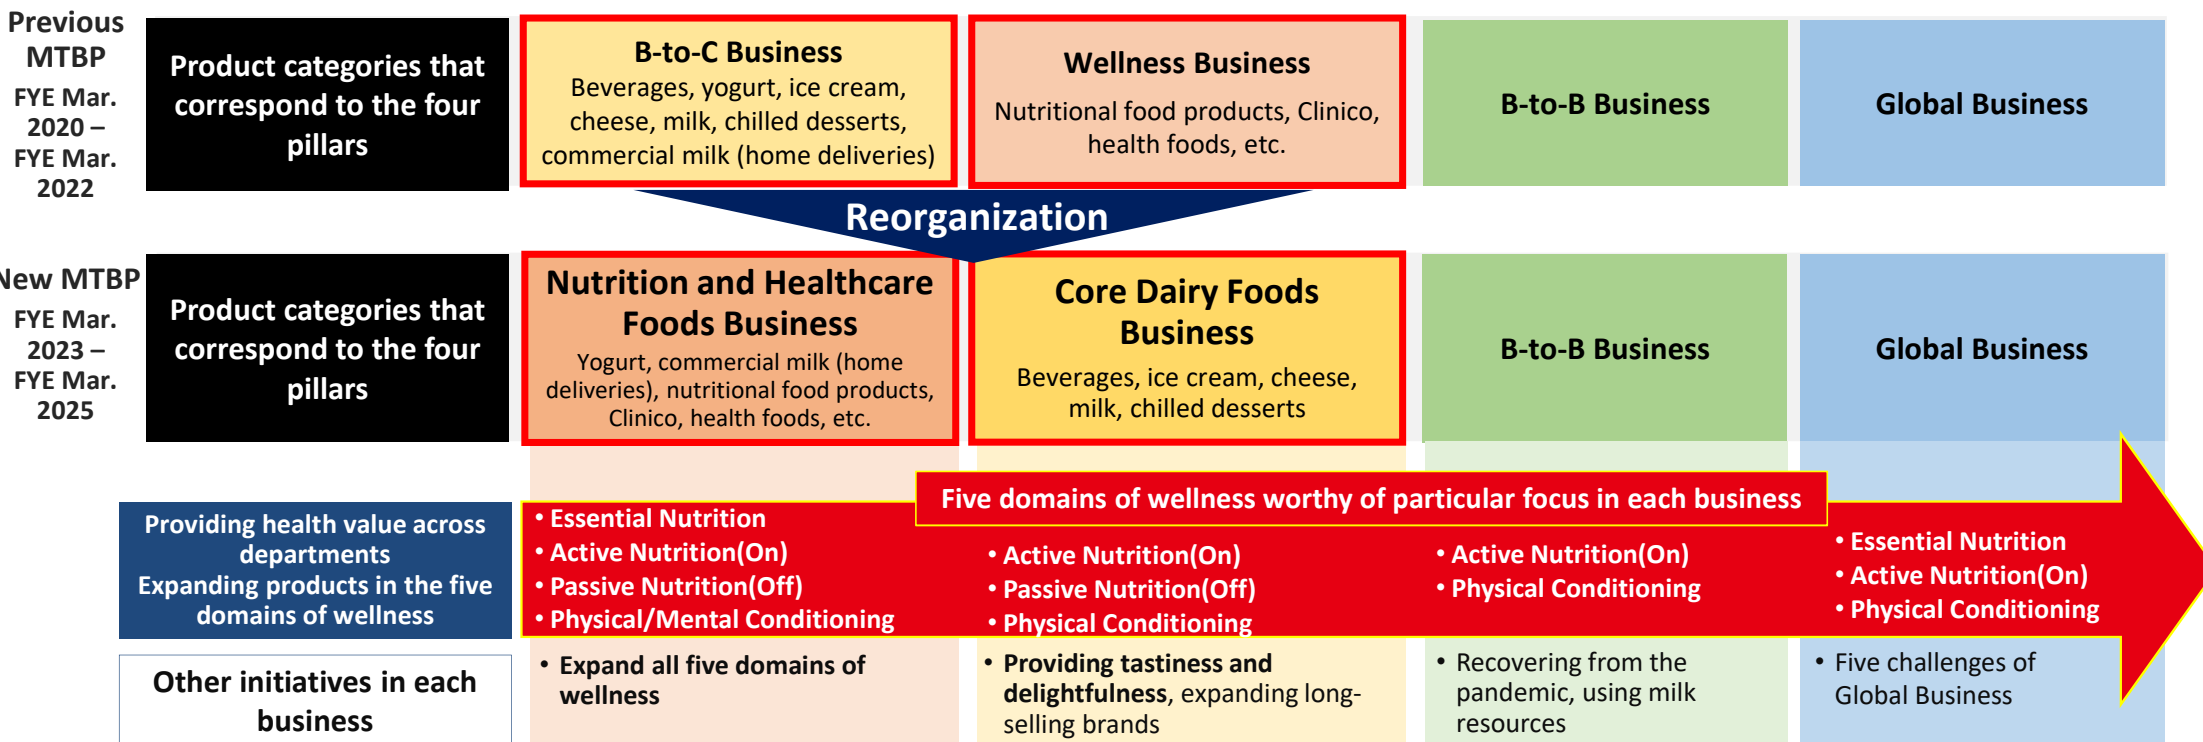 Previous
MTBP
FYE Mar.
2020 –
FYE Mar.
2022
Product categories that
correspond to the four
pillars
B-to-C Business
Beverages, yogurt, ice cream,
cheese, milk, chilled desserts,
commercial milk (home deliveries)
Wellness Business
Nutritional food products, Clinico,
health foods, etc.
B-to-B Business
Global Business
Reorganization
New MTBP
FYE Mar.
2023 –
FYE Mar.
2025
Product categories that
correspond to the four
pillars
Nutrition and Healthcare
Foods Business
Yogurt, commercial milk (home
deliveries), nutritional food products,
Clinico, health foods, etc.
Core Dairy Foods
Business
Beverages, ice cream, cheese,
milk, chilled desserts
B-to-B Business
Global Business
Five domains of wellness worthy of particular focus in each business
Providing health value across
departments
Expanding products in the five
domains of wellness
• Essential Nutrition
• Active Nutrition(On)
• Passive Nutrition(Off)
• Physical/Mental Conditioning
• Active Nutrition(On)
• Passive Nutrition(Off)
• Physical Conditioning
• Active Nutrition(On)
• Physical Conditioning
• Essential Nutrition
• Active Nutrition(On)
• Physical Conditioning
Other initiatives in each
business
• Expand all five domains of
wellness
• Providing tastiness and
delightfulness, expanding long-
selling brands
• Recovering from the
pandemic, using milk
resources
• Five challenges of
Global Business